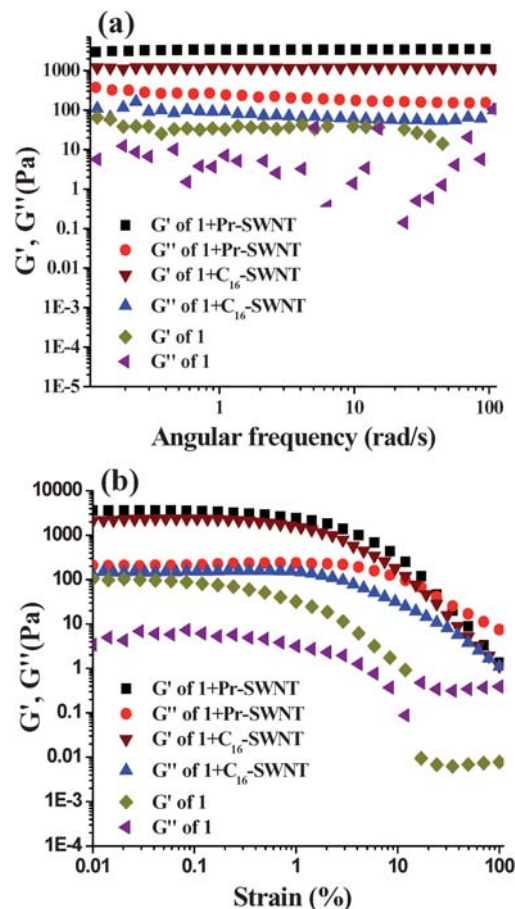 (a)
G', G''(Pa)
1000
100
10
1
0.1
0.01
1E-3
1E-4
1E-5
G' of 1+Pr-SWNT
G'' of 1+Pr-SWNT
G' of 1+C₁₆-SWNT
G'' of 1+C₁₆-SWNT
G' of 1
G'' of 1
1 10 100
Angular frequency (rad/s)
(b)
G', G''(Pa)
10000
1000
100
10
1
0.1
0.01
1E-3
1E-4
G' of 1+Pr-SWNT
G'' of 1+Pr-SWNT
G' of 1+C₁₆-SWNT
G'' of 1+C₁₆-SWNT
G' of 1
G'' of 1
0.01 0.1 1 10 100
Strain (%)